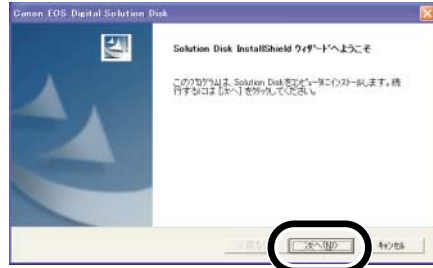 Canon EOS Digital Solution Disk
Solution Disk InstallShield ウィザードへようこそ
このプログラムは、Solution Diskをコンピュータにインストールします。続
行するには [次へ] をクリックしてください。
次へ(N)
キャンセル